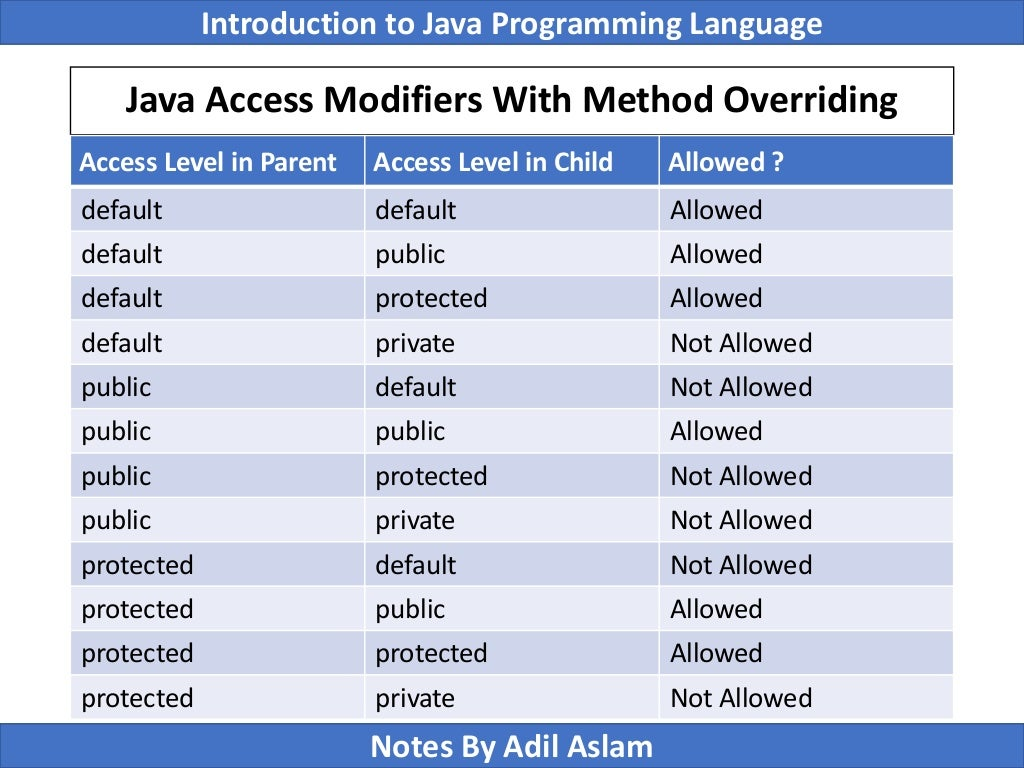 Introduction to Java Programming Language
Java Access Modifiers With Method Overriding
Access Level in Parent Access Level in Child Allowed ?
default default Allowed
default public Allowed
default protected Allowed
default private Not Allowed
public default Not Allowed
public public Allowed
public protected Not Allowed
public private Not Allowed
protected default Not Allowed
protected public Allowed
protected protected Allowed
protected private Not Allowed
Notes By Adil Aslam